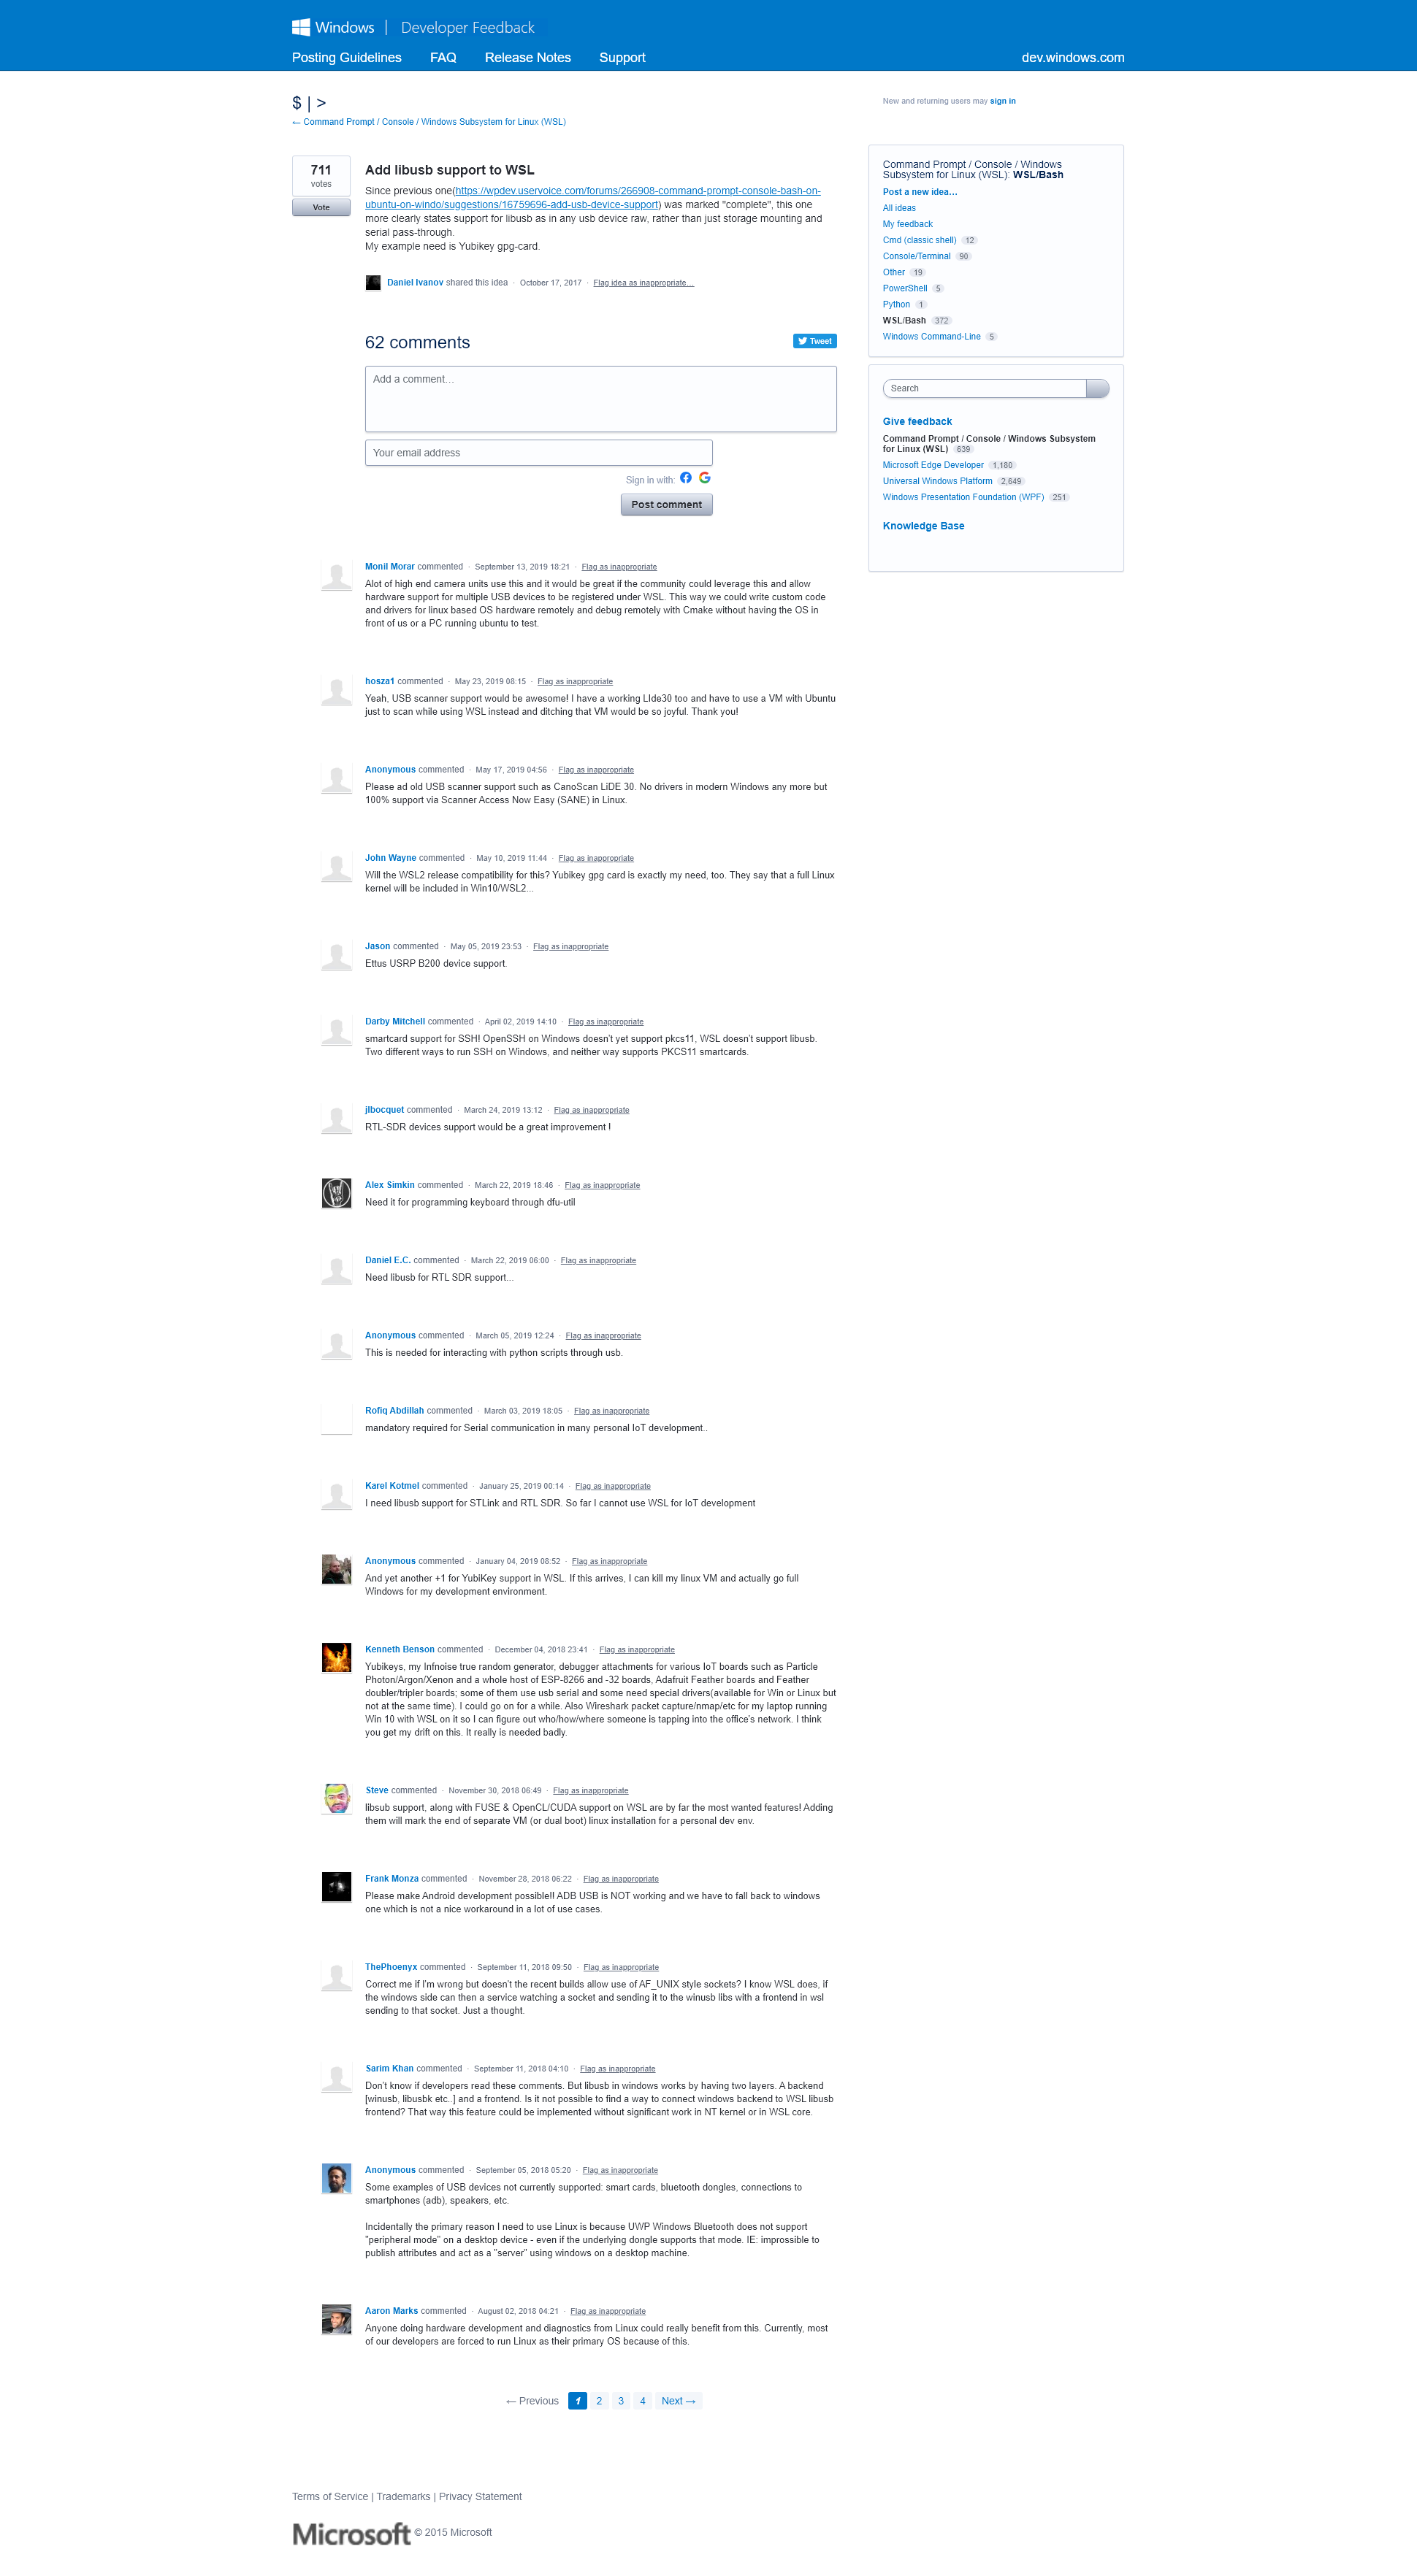 Windows | Developer Feedback
Posting Guidelines FAQ Release Notes Support dev.windows.com
$ | >
← Command Prompt / Console / Windows Subsystem for Linux (WSL)
New and returning users may sign in
711
votes
Vote
Add libusb support to WSL
Since previous one(https://wpdev.uservoice.com/forums/266908-command-prompt-console-bash-on-
ubuntu-on-windo/suggestions/16759696-add-usb-device-support) was marked "complete", this one
more clearly states support for libusb as in any usb device raw, rather than just storage mounting and
serial pass-through.
My example need is Yubikey gpg-card.
Daniel Ivanov shared this idea · October 17, 2017 · Flag idea as inappropriate…
62 comments
Tweet
Add a comment…
Your email address
Sign in with:
Post comment
Monil Morar commented · September 13, 2019 18:21 · Flag as inappropriate
Alot of high end camera units use this and it would be great if the community could leverage this and allow
hardware support for multiple USB devices to be registered under WSL. This way we could write custom code
and drivers for linux based OS hardware remotely and debug remotely with Cmake without having the OS in
front of us or a PC running ubuntu to test.
hosza1 commented · May 23, 2019 08:15 · Flag as inappropriate
Yeah, USB scanner support would be awesome! I have a working LIde30 too and have to use a VM with Ubuntu
just to scan while using WSL instead and ditching that VM would be so joyful. Thank you!
Anonymous commented · May 17, 2019 04:56 · Flag as inappropriate
Please ad old USB scanner support such as CanoScan LiDE 30. No drivers in modern Windows any more but
100% support via Scanner Access Now Easy (SANE) in Linux.
John Wayne commented · May 10, 2019 11:44 · Flag as inappropriate
Will the WSL2 release compatibility for this? Yubikey gpg card is exactly my need, too. They say that a full Linux
kernel will be included in Win10/WSL2...
Jason commented · May 05, 2019 23:53 · Flag as inappropriate
Ettus USRP B200 device support.
Darby Mitchell commented · April 02, 2019 14:10 · Flag as inappropriate
smartcard support for SSH! OpenSSH on Windows doesn't yet support pkcs11, WSL doesn't support libusb.
Two different ways to run SSH on Windows, and neither way supports PKCS11 smartcards.
jlbocquet commented · March 24, 2019 13:12 · Flag as inappropriate
RTL-SDR devices support would be a great improvement !
Alex Simkin commented · March 22, 2019 18:46 · Flag as inappropriate
Need it for programming keyboard through dfu-util
Daniel E.C. commented · March 22, 2019 06:00 · Flag as inappropriate
Need libusb for RTL SDR support...
Anonymous commented · March 05, 2019 12:24 · Flag as inappropriate
This is needed for interacting with python scripts through usb.
Rofiq Abdillah commented · March 03, 2019 18:05 · Flag as inappropriate
mandatory required for Serial communication in many personal IoT development..
Karel Kotmel commented · January 25, 2019 00:14 · Flag as inappropriate
I need libusb support for STLink and RTL SDR. So far I cannot use WSL for IoT development
Anonymous commented · January 04, 2019 08:52 · Flag as inappropriate
And yet another +1 for YubiKey support in WSL. If this arrives, I can kill my linux VM and actually go full
Windows for my development environment.
Kenneth Benson commented · December 04, 2018 23:41 · Flag as inappropriate
Yubikeys, my Infnoise true random generator, debugger attachments for various IoT boards such as Particle
Photon/Argon/Xenon and a whole host of ESP-8266 and -32 boards, Adafruit Feather boards and Feather
doubler/tripler boards; some of them use usb serial and some need special drivers(available for Win or Linux but
not at the same time). I could go on for a while. Also Wireshark packet capture/nmap/etc for my laptop running
Win 10 with WSL on it so I can figure out who/how/where someone is tapping into the office's network. I think
you get my drift on this. It really is needed badly.
Steve commented · November 30, 2018 06:49 · Flag as inappropriate
libsub support, along with FUSE & OpenCL/CUDA support on WSL are by far the most wanted features! Adding
them will mark the end of separate VM (or dual boot) linux installation for a personal dev env.
Frank Monza commented · November 28, 2018 06:22 · Flag as inappropriate
Please make Android development possible!! ADB USB is NOT working and we have to fall back to windows
one which is not a nice workaround in a lot of use cases.
ThePhoenyx commented · September 11, 2018 09:50 · Flag as inappropriate
Correct me if I'm wrong but doesn't the recent builds allow use of AF_UNIX style sockets? I know WSL does, if
the windows side can then a service watching a socket and sending it to the winusb libs with a frontend in wsl
sending to that socket. Just a thought.
Sarim Khan commented · September 11, 2018 04:10 · Flag as inappropriate
Don't know if developers read these comments. But libusb in windows works by having two layers. A backend
[winusb, libusbk etc..] and a frontend. Is it not possible to find a way to connect windows backend to WSL libusb
frontend? That way this feature could be implemented without significant work in NT kernel or in WSL core.
Anonymous commented · September 05, 2018 05:20 · Flag as inappropriate
Some examples of USB devices not currently supported: smart cards, bluetooth dongles, connections to
smartphones (adb), speakers, etc.
Incidentally the primary reason I need to use Linux is because UWP Windows Bluetooth does not support
"peripheral mode" on a desktop device - even if the underlying dongle supports that mode. IE: imrpossible to
publish attributes and act as a "server" using windows on a desktop machine.
Aaron Marks commented · August 02, 2018 04:21 · Flag as inappropriate
Anyone doing hardware development and diagnostics from Linux could really benefit from this. Currently, most
of our developers are forced to run Linux as their primary OS because of this.
← Previous 1 2 3 4 Next →
Command Prompt / Console / Windows
Subsystem for Linux (WSL): WSL/Bash
Post a new idea…
All ideas
My feedback
Cmd (classic shell) 12
Console/Terminal 90
Other 19
PowerShell 5
Python 1
WSL/Bash 372
Windows Command-Line 5
Search
Give feedback
Command Prompt / Console / Windows Subsystem
for Linux (WSL) 639
Microsoft Edge Developer 1,180
Universal Windows Platform 2,649
Windows Presentation Foundation (WPF) 251
Knowledge Base
Terms of Service | Trademarks | Privacy Statement
Microsoft © 2015 Microsoft